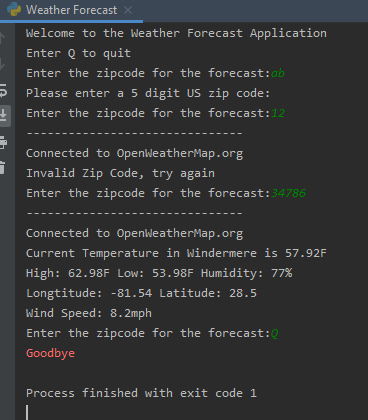 Weather Forecast ×
Welcome to the Weather Forecast Application
Enter Q to quit
Enter the zipcode for the forecast:ab
Please enter a 5 digit US zip code:
Enter the zipcode for the forecast:12
-------------------------------
Connected to OpenWeatherMap.org
Invalid Zip Code, try again
Enter the zipcode for the forecast:34786
-------------------------------
Connected to OpenWeatherMap.org
Current Temperature in Windermere is 57.92F
High: 62.98F Low: 53.98F Humidity: 77%
Longtitude: -81.54 Latitude: 28.5
Wind Speed: 8.2mph
Enter the zipcode for the forecast:Q
Goodbye
Process finished with exit code 1